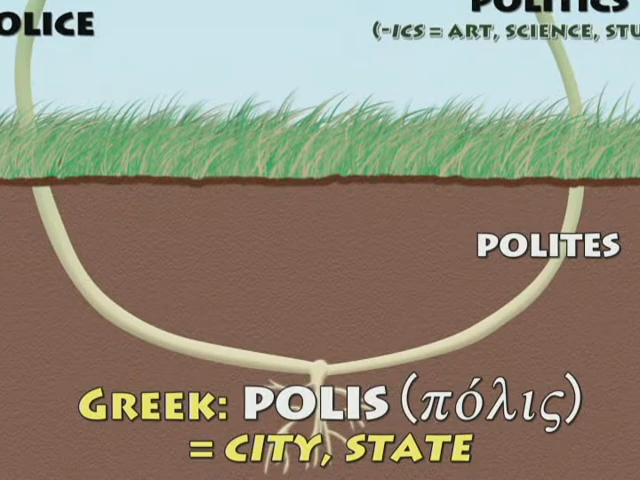 OLICE
POLITICS
(-ICS = ART, SCIENCE, STU
POLITES
GREEK: POLIS (πόλις)
= CITY, STATE